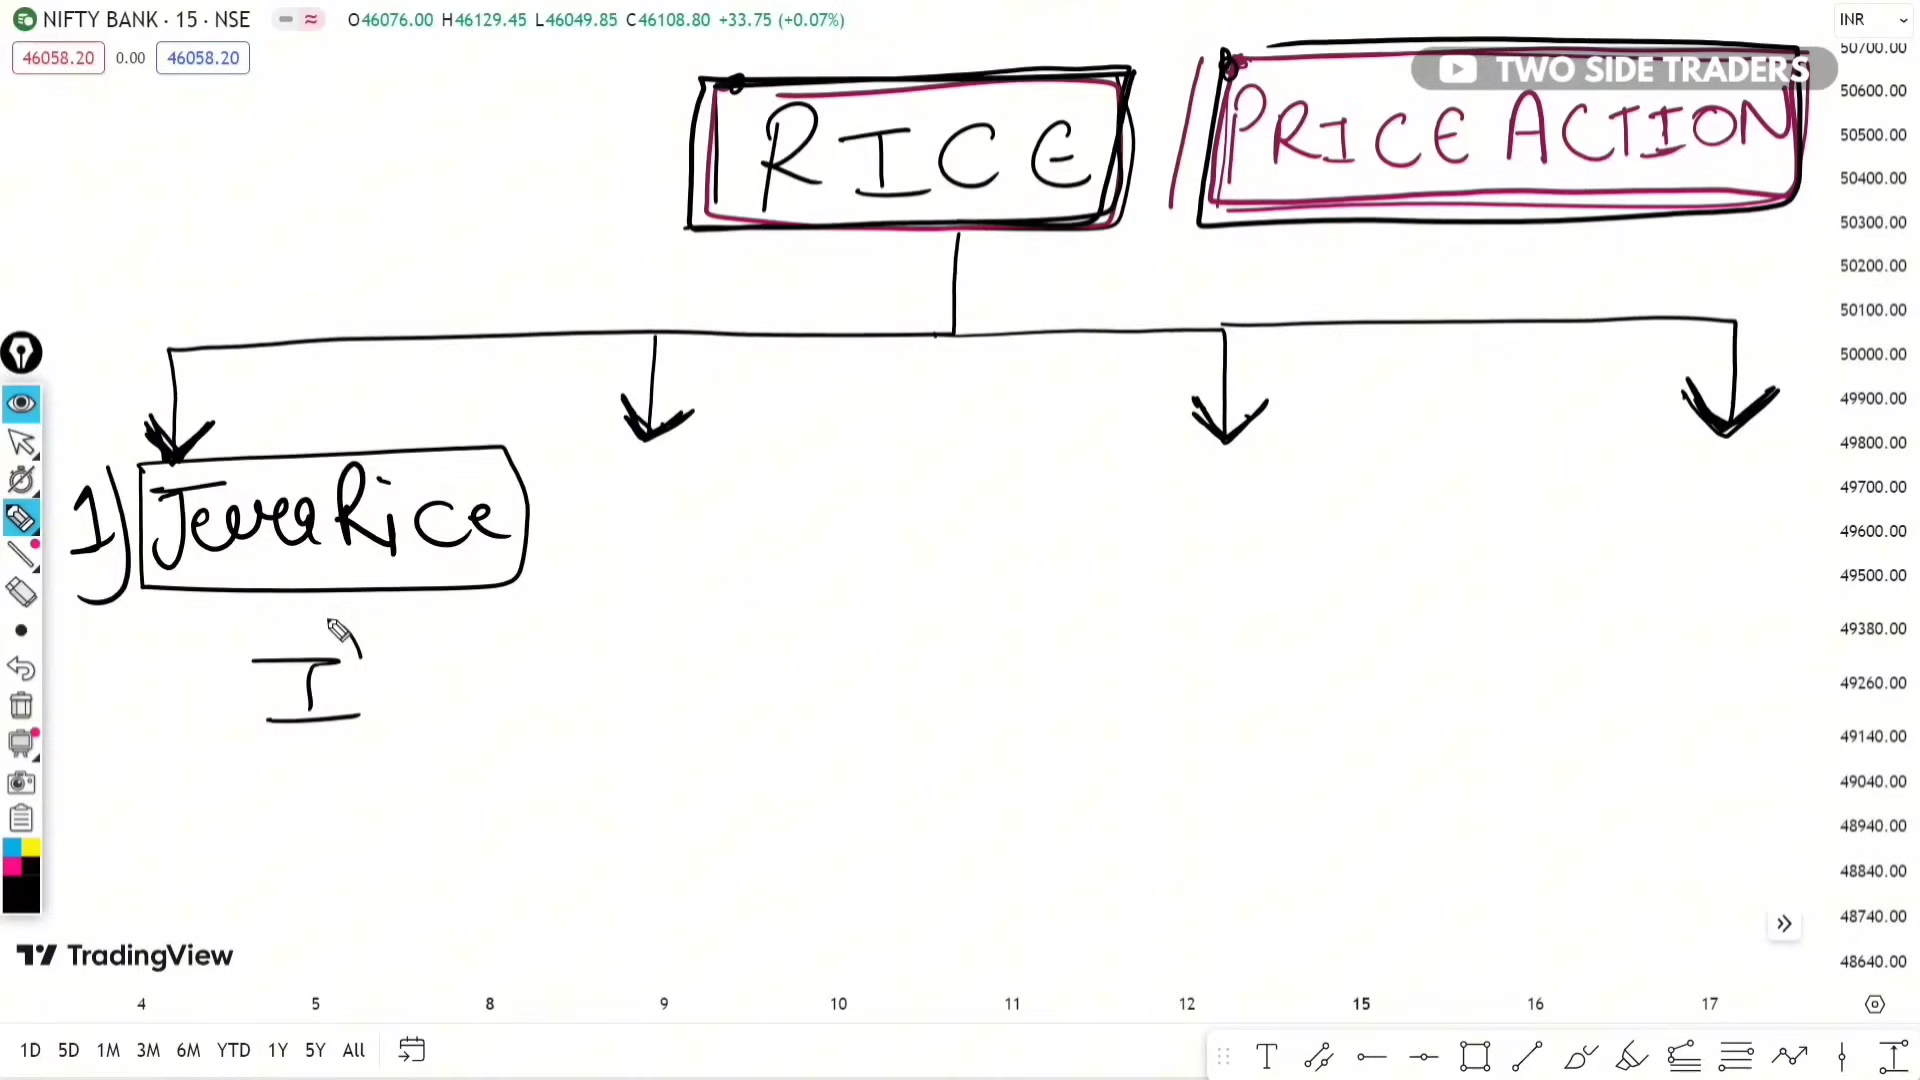 NIFTY BANK · 15 · NSE O46076.00 H46129.45 L46049.85 C46108.80 +33.75 (+0.07%) INR
46058.20 0.00 46058.20
50700.00
TWO SIDE TRADERS
50600.00
RICE PRICE ACTION
50500.00
50400.00
50300.00
50200.00
50100.00
50000.00
49900.00
49800.00
49700.00
1) Jeera Rice
49600.00
49500.00
49380.00
I
49260.00
49140.00
49040.00
48940.00
48840.00
48740.00
TradingView
48640.00
4 5 8 9 10 11 12 15 16 17
1D 5D 1M 3M 6M YTD 1Y 5Y All